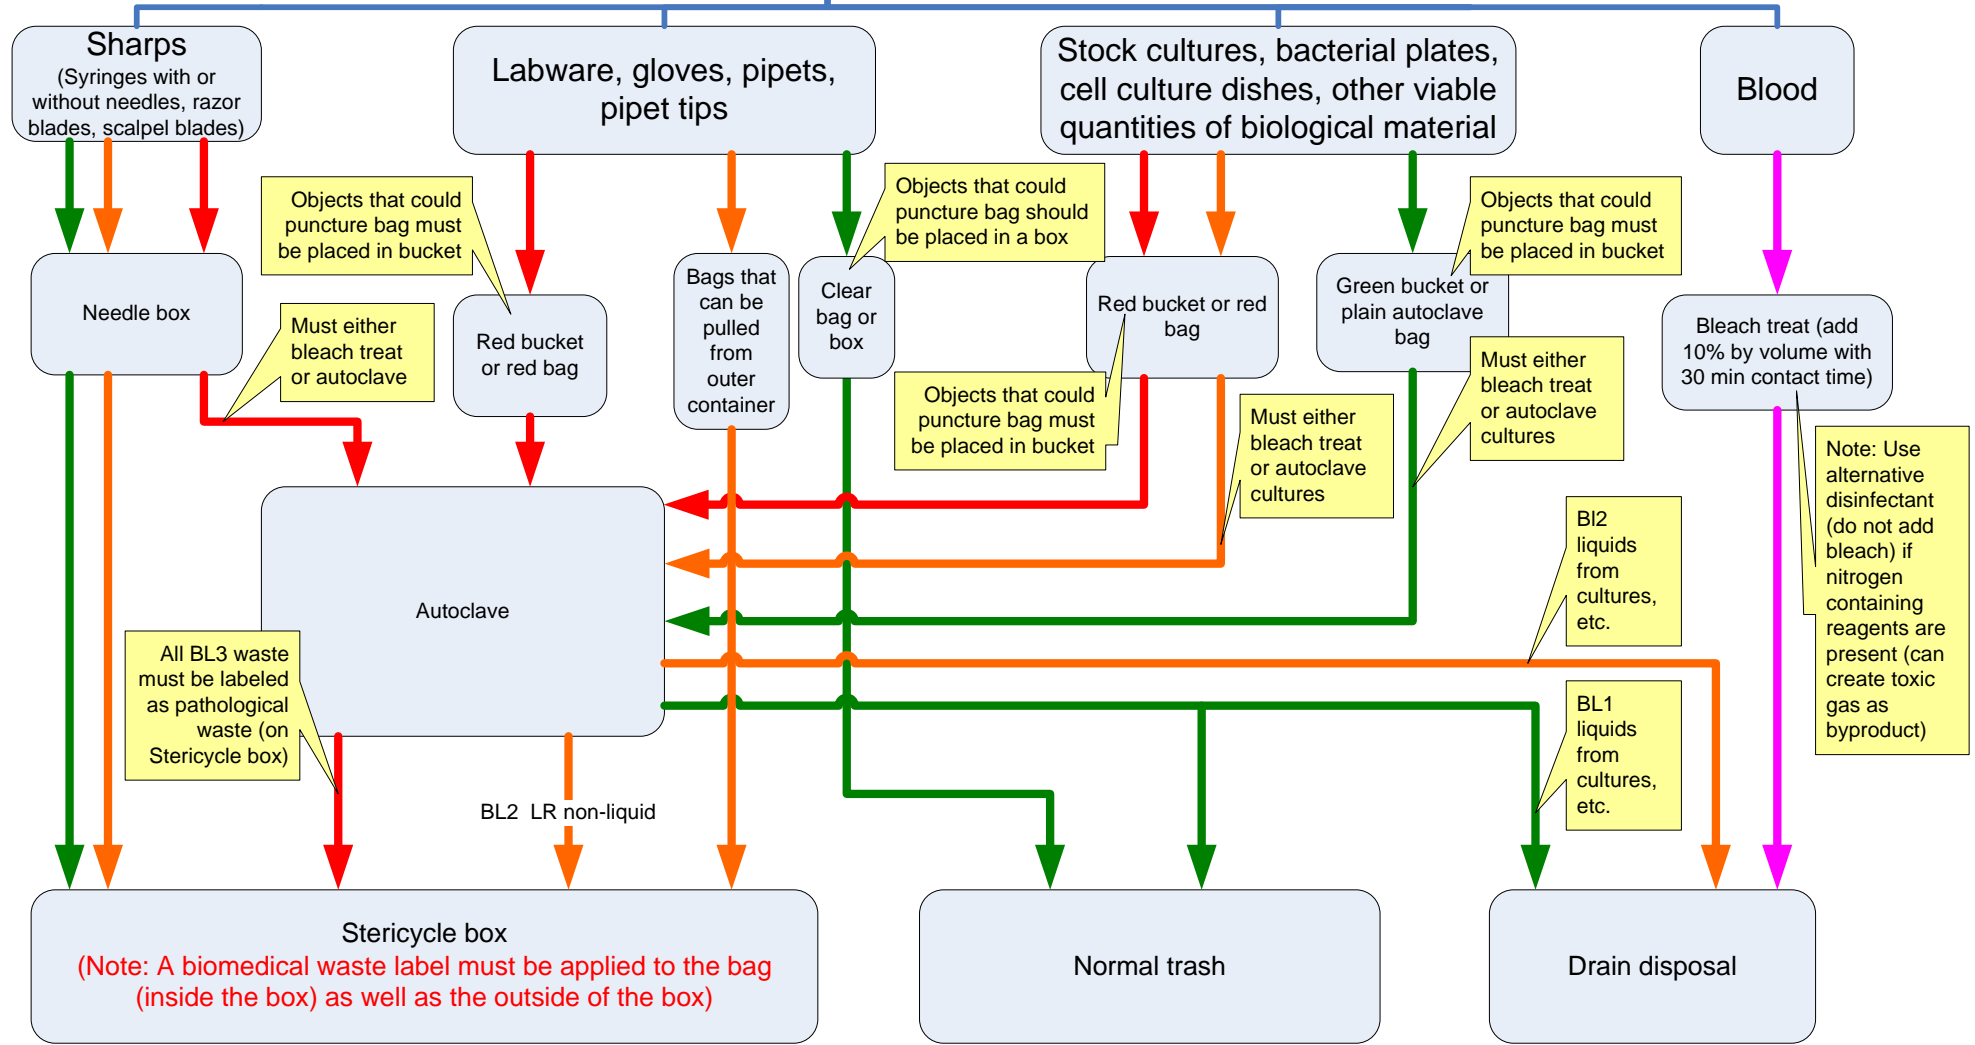 Sharps
(Syringes with or
without needles, razor
blades, scalpel blades)
Labware, gloves, pipets,
pipet tips
Stock cultures, bacterial plates,
cell culture dishes, other viable
quantities of biological material
Blood
Objects that could
puncture bag must
be placed in bucket
Objects that could
puncture bag should
be placed in a box
Objects that could
puncture bag must
be placed in bucket
Needle box
Must either
bleach treat
or autoclave
Red bucket
or red bag
Bags that
can be
pulled
from
outer
container
Clear
bag or
box
Red bucket or red
bag
Green bucket or
plain autoclave
bag
Bleach treat (add
10% by volume with
30 min contact time)
Objects that could
puncture bag must
be placed in bucket
Must either
bleach treat
or autoclave
cultures
Must either
bleach treat
or autoclave
cultures
Note: Use
alternative
disinfectant
(do not add
bleach) if
nitrogen
containing
reagents are
present (can
create toxic
gas as
byproduct)
Autoclave
Bl2
liquids
from
cultures,
etc.
All BL3 waste
must be labeled
as pathological
waste (on
Stericycle box)
BL1
liquids
from
cultures,
etc.
BL2  LR non-liquid
Stericycle box
(Note: A biomedical waste label must be applied to the bag
(inside the box) as well as the outside of the box)
Normal trash
Drain disposal